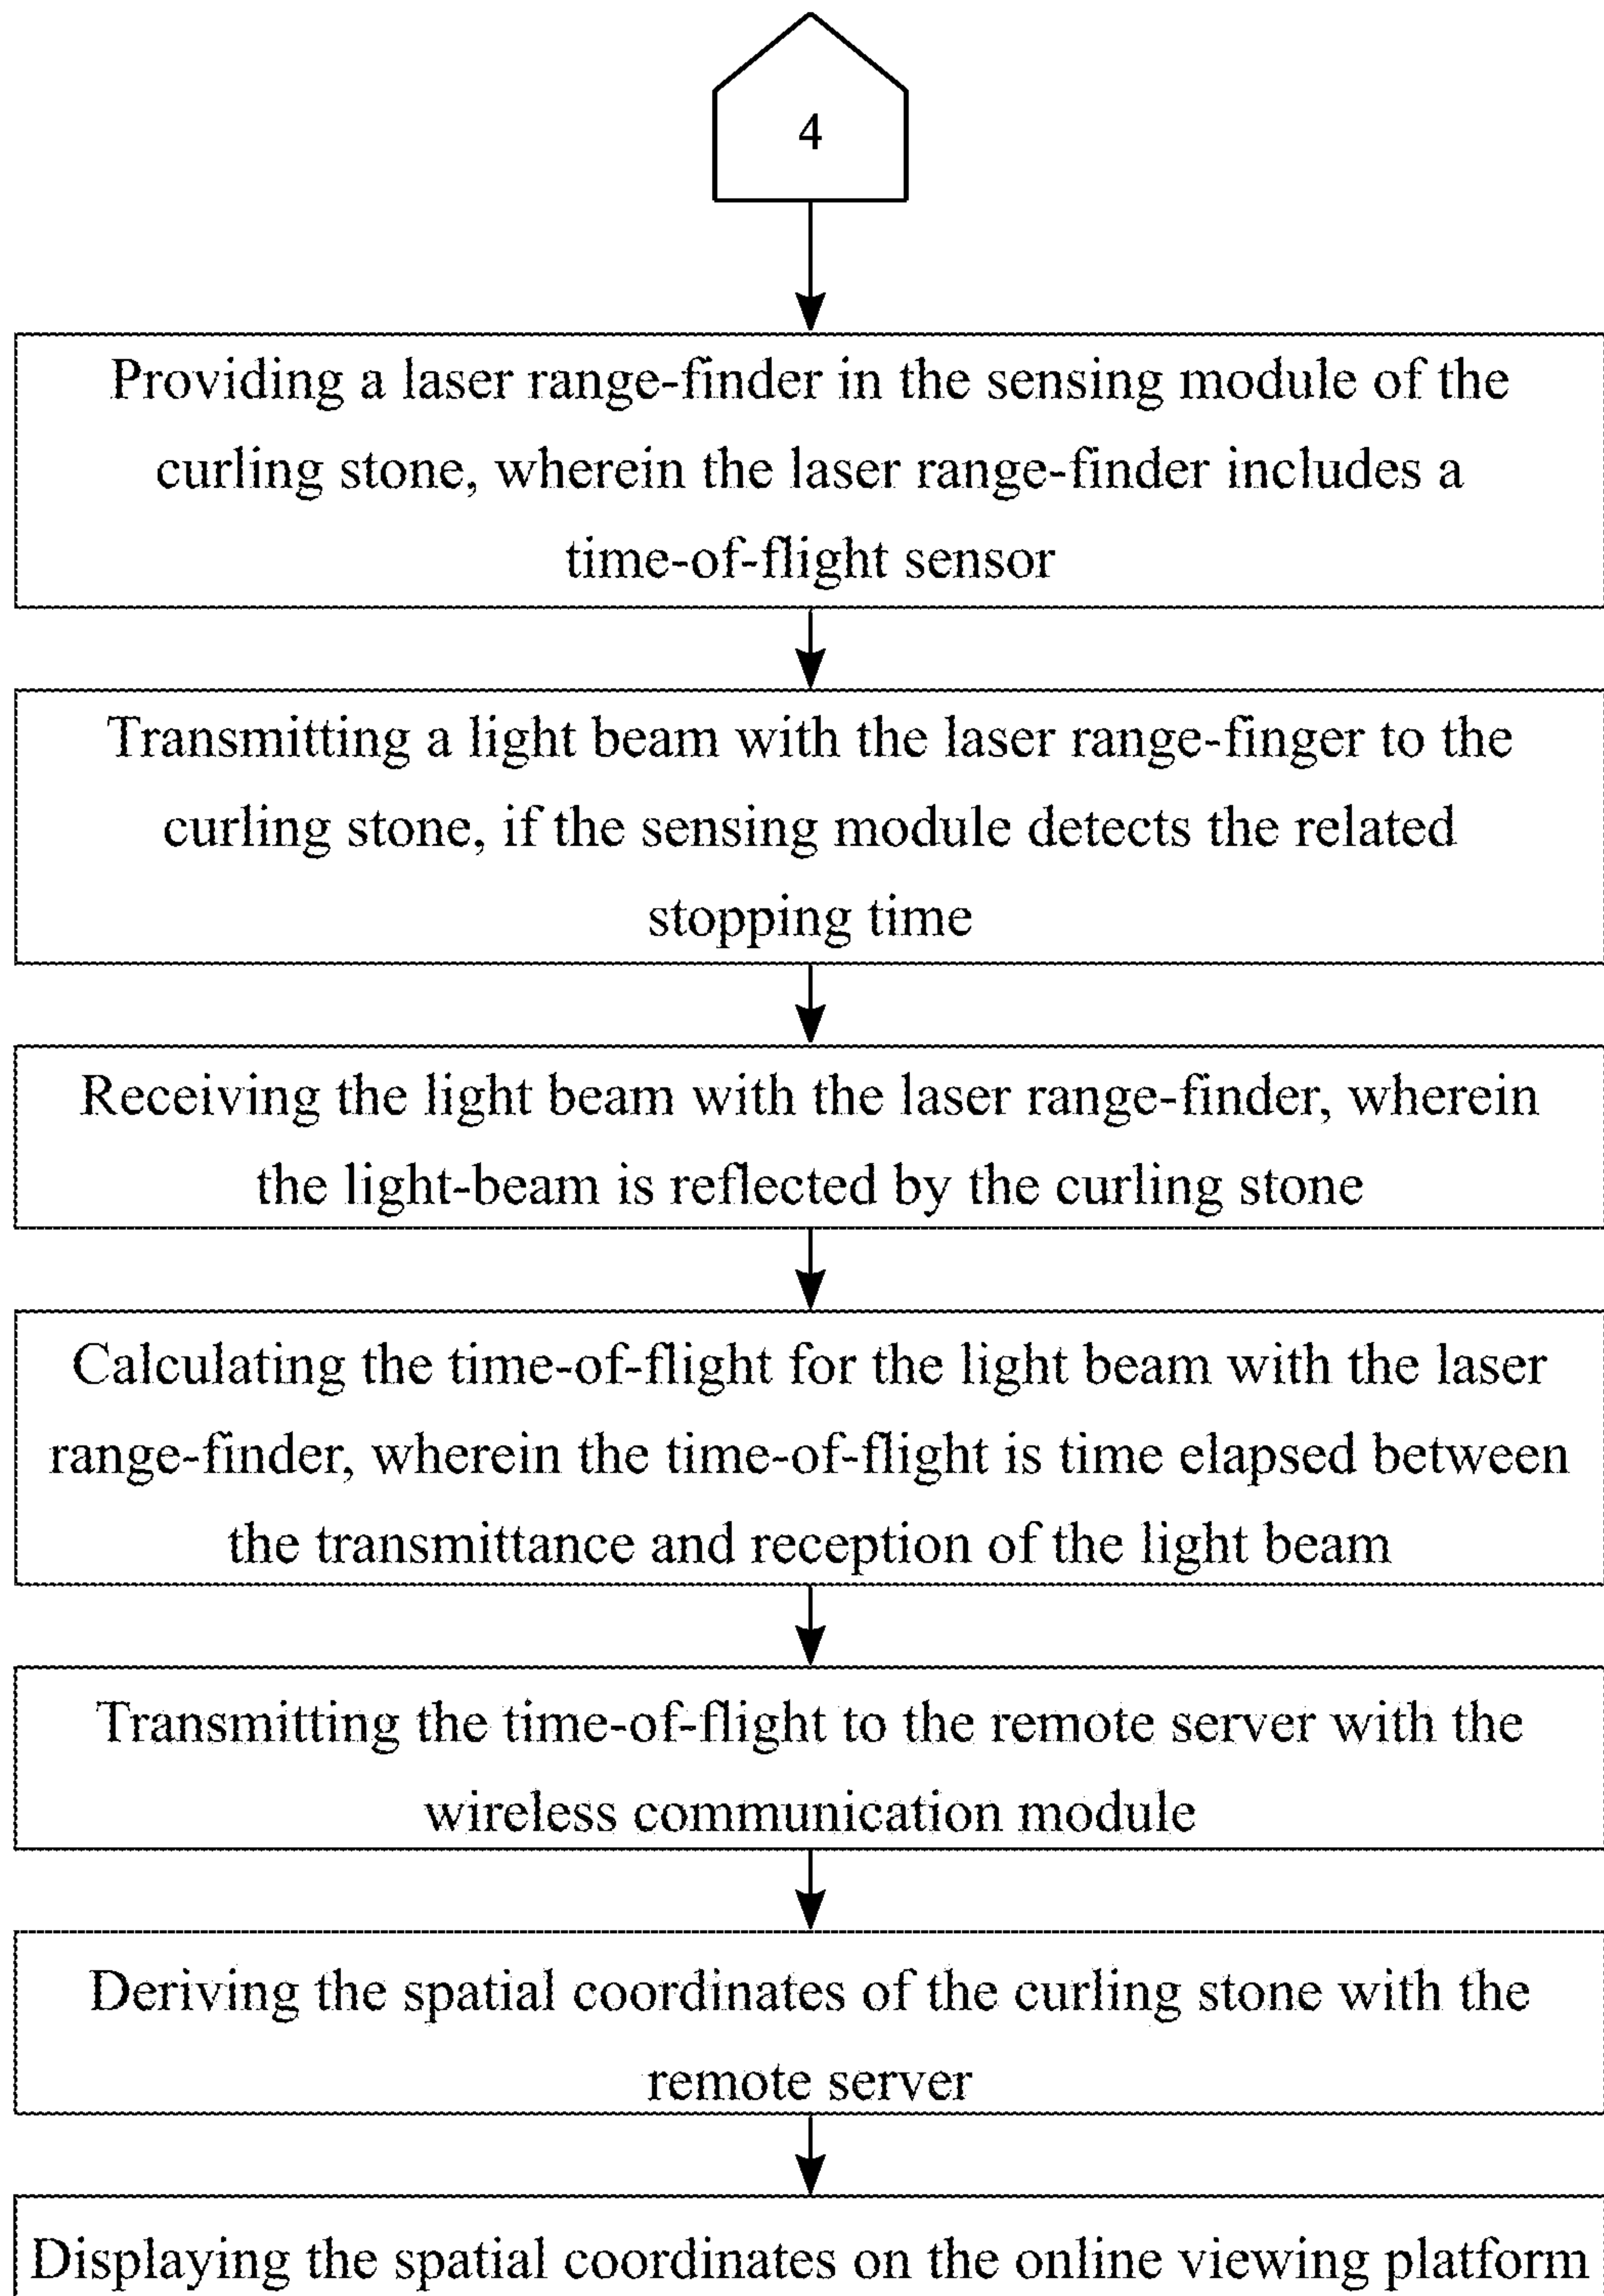 4
Providing a laser range-finder in the sensing module of the
curling stone, wherein the laser range-finder includes a
time-of-flight sensor
Transmitting a light beam with the laser range-finger to the
curling stone, if the sensing module detects the related
stopping time
Receiving the light beam with the laser range-finder, wherein
the light-beam is reflected by the curling stone
Calculating the time-of-flight for the light beam with the laser
range-finder, wherein the time-of-flight is time elapsed between
the transmittance and reception of the light beam
Transmitting the time-of-flight to the remote server with the
wireless communication module
Deriving the spatial coordinates of the curling stone with the
remote server
Displaying the spatial coordinates on the online viewing platform